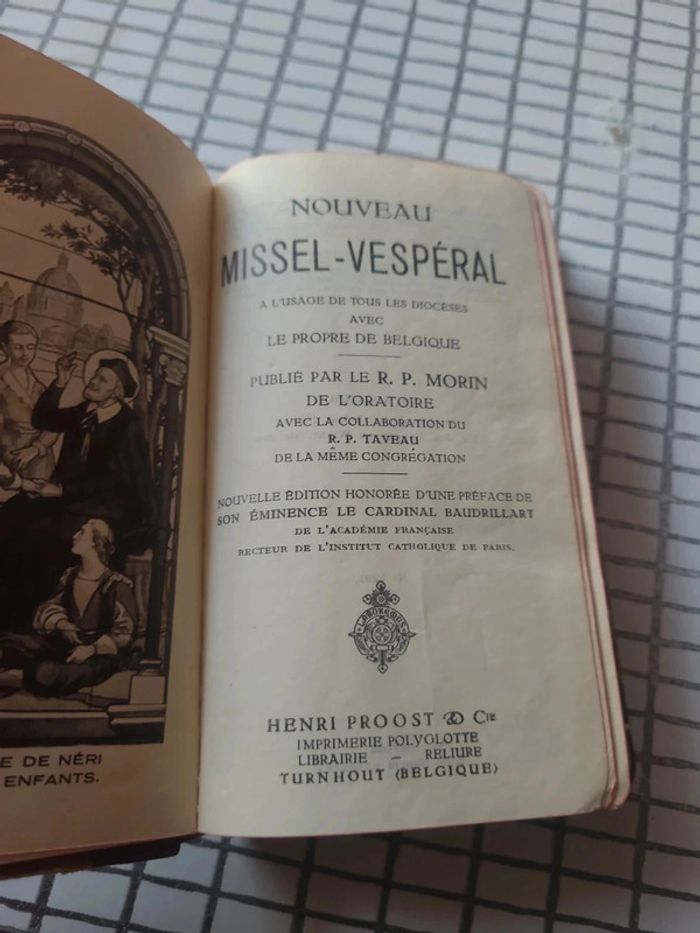 E DE NÉRI
ENFANTS.
NOUVEAU
MISSEL-VESPÉRAL
A L'USAGE DE TOUS LES DIOCÈSES
AVEC
LE PROPRE DE BELGIQUE
PUBLIÉ PAR LE R. P. MORIN
DE L'ORATOIRE
AVEC LA COLLABORATION DU
R. P. TAVEAU
DE LA MÊME CONGRÉGATION
NOUVELLE ÉDITION HONORÉE D'UNE PRÉFACE DE
SON ÉMINENCE LE CARDINAL BAUDRILLART
DE L'ACADÉMIE FRANÇAISE
RECTEUR DE L'INSTITUT CATHOLIQUE DE PARIS.
LABOREMUS
HENRI PROOST & CIE
IMPRIMERIE POLYGLOTTE
LIBRAIRIE – RELIURE
TURNHOUT (BELGIQUE)